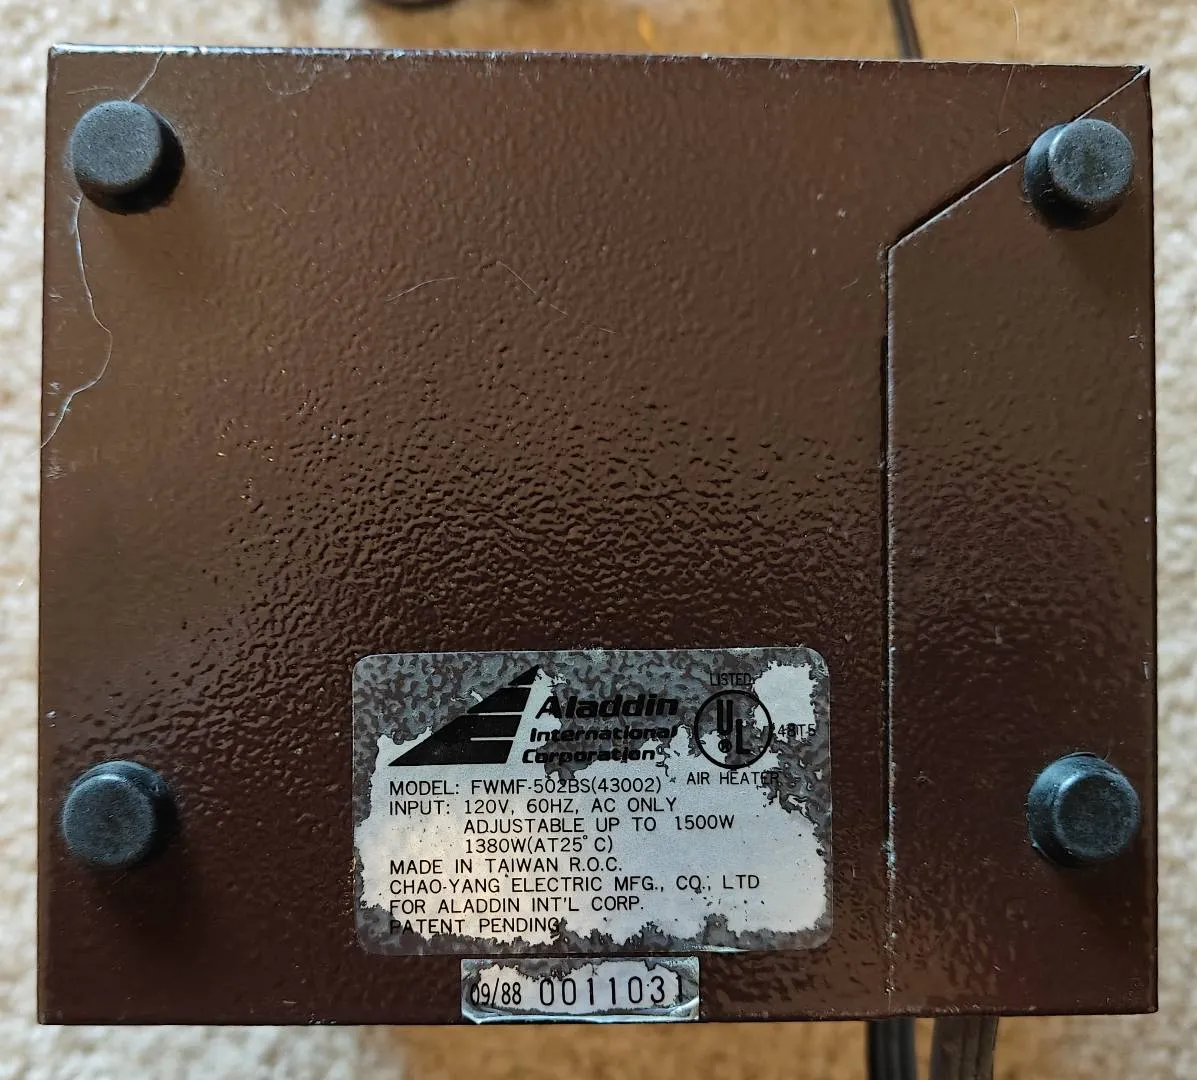 Aladdin
International
Corporation
LISTED
UL
®
48T5
AIR HEATER
MODEL: FWMF-502BS(43002)
INPUT: 120V, 60HZ, AC ONLY
ADJUSTABLE UP TO 1500W
1380W(AT25°C)
MADE IN TAIWAN R.O.C.
CHAO-YANG ELECTRIC MFG., CO., LTD
FOR ALADDIN INT'L CORP.
PATENT PENDING
09/88 0011031